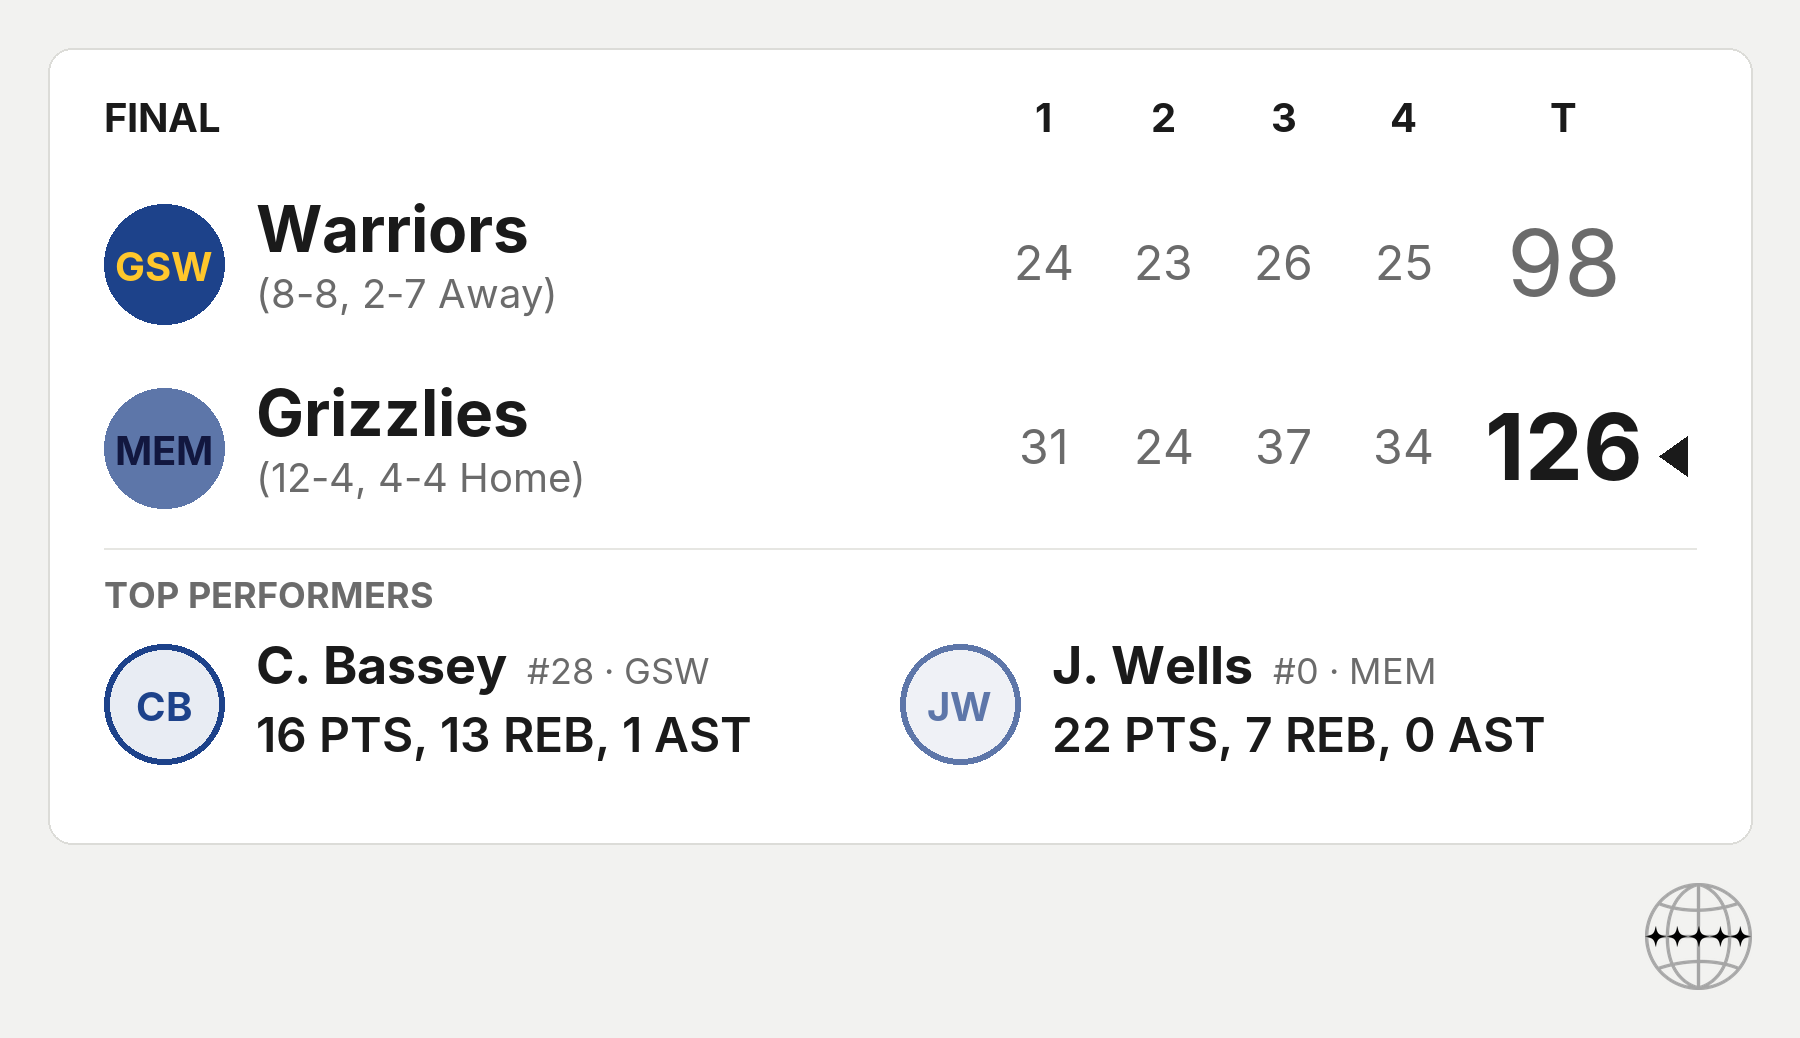 FINAL 1 2 3 4 T
GSW Warriors 24 23 26 25 98
(8-8, 2-7 Away)
MEM Grizzlies 31 24 37 34 126
(12-4, 4-4 Home)
TOP PERFORMERS
CB C. Bassey #28 · GSW
16 PTS, 13 REB, 1 AST
JW J. Wells #0 · MEM
22 PTS, 7 REB, 0 AST